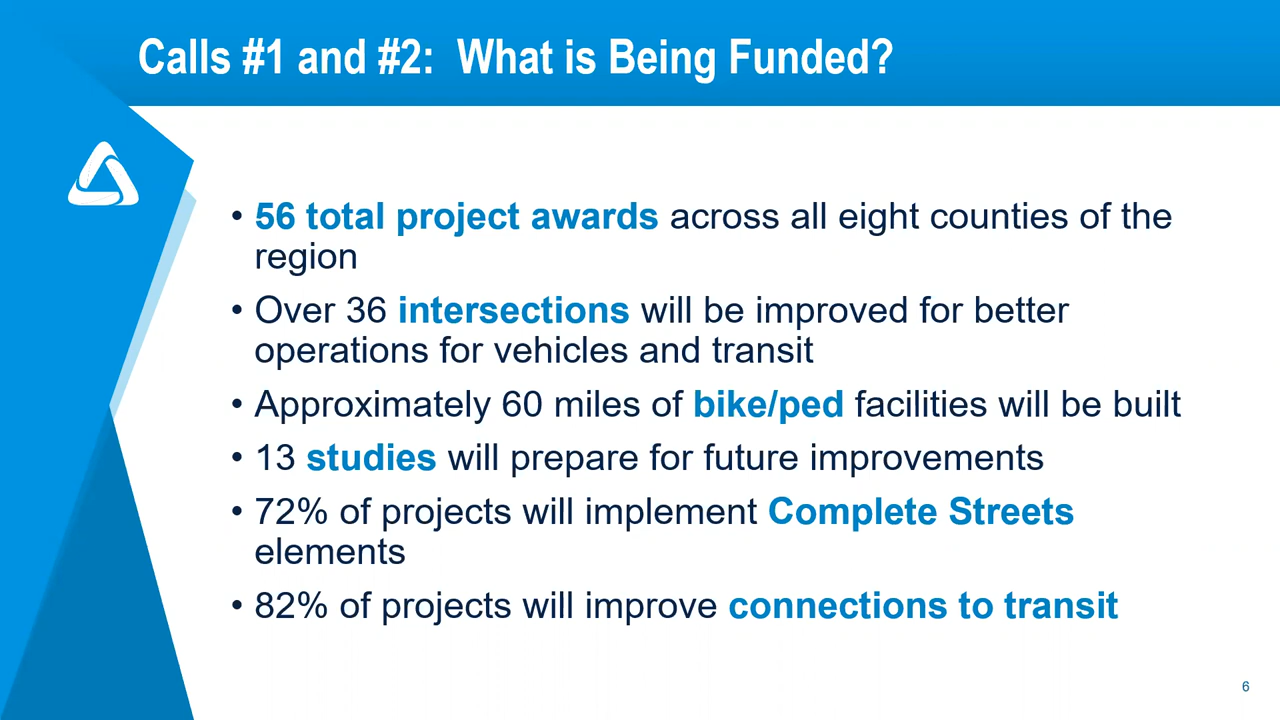 Calls #1 and #2:  What is Being Funded?
• 56 total project awards across all eight counties of the
region
• Over 36 intersections will be improved for better
operations for vehicles and transit
• Approximately 60 miles of bike/ped facilities will be built
• 13 studies will prepare for future improvements
• 72% of projects will implement Complete Streets
elements
• 82% of projects will improve connections to transit
6